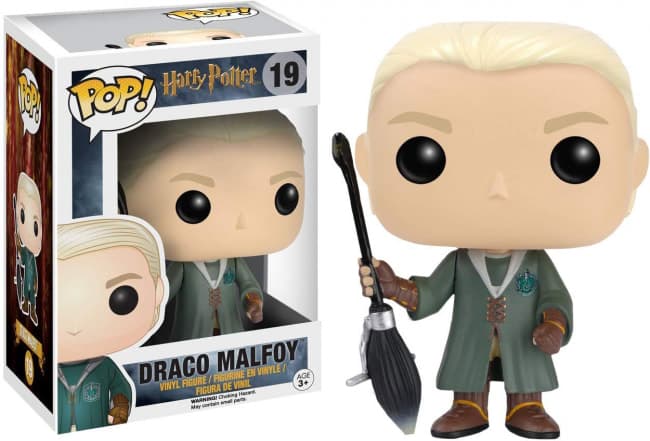 POP!
Harry Potter
19
POP!
DRACO MALFOY
VINYL FIGURE / FIGURINE EN VINYLE /
FIGURA DE VINIL
AGE
3+
WARNING: Choking Hazard.
May contain small parts.
19